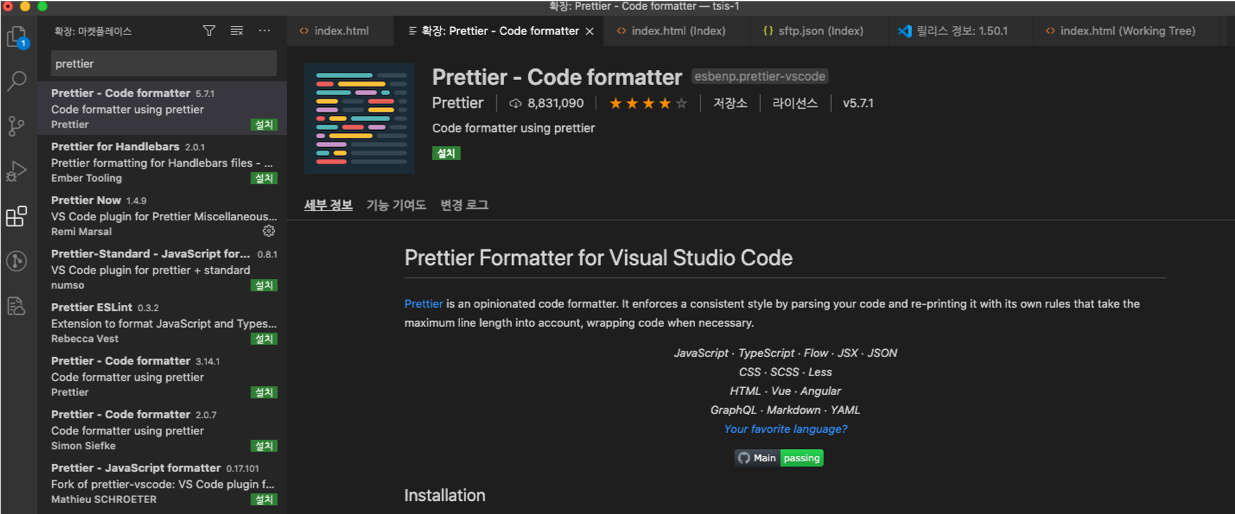 확장: Prettier - Code formatter — tsis-1
1
확장: 마켓플레이스
index.html
확장: Prettier - Code formatter
index.html (Index)
sftp.json (Index)
릴리스 정보: 1.50.1
index.html (Working Tree)
prettier
Prettier - Code formatter 5.7.1
Code formatter using prettier
Prettier 설치
Prettier for Handlebars 2.0.1
Prettier formatting for Handlebars files - ...
Ember Tooling 설치
Prettier Now 1.4.9
VS Code plugin for Prettier Miscellaneous...
Remi Marsal
Prettier-Standard - JavaScript for... 0.8.1
VS Code plugin for prettier + standard
numso 설치
Prettier ESLint 0.3.2
Extension to format JavaScript and Types...
Rebecca Vest 설치
Prettier - Code formatter 3.14.1
Code formatter using prettier
Prettier 설치
Prettier - Code formatter 2.0.7
Code formatter using prettier
Simon Siefke 설치
Prettier - JavaScript formatter 0.17.101
Fork of prettier-vscode: VS Code plugin f...
Mathieu SCHROETER 설치
Prettier - Code formatter esbenp.prettier-vscode
Prettier 8,831,090 저장소 라이선스 v5.7.1
Code formatter using prettier
설치
세부 정보 기능 기여도 변경 로그
Prettier Formatter for Visual Studio Code
Prettier is an opinionated code formatter. It enforces a consistent style by parsing your code and re-printing it with its own rules that take the
maximum line length into account, wrapping code when necessary.
JavaScript · TypeScript · Flow · JSX · JSON
CSS · SCSS · Less
HTML · Vue · Angular
GraphQL · Markdown · YAML
Your favorite language?
Main passing
Installation